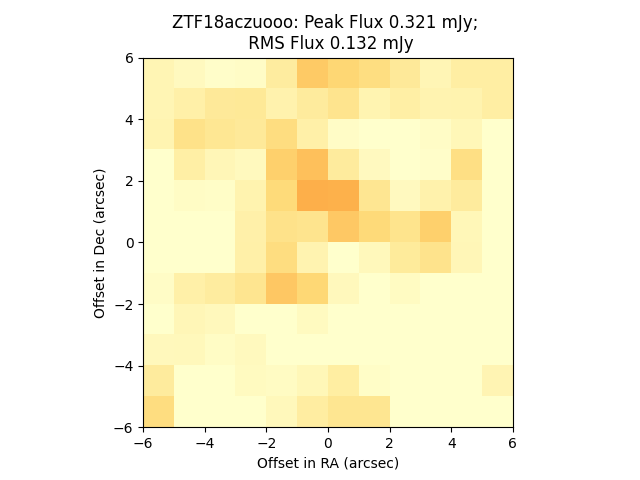 ZTF18aczuooo: Peak Flux 0.321 mJy;
RMS Flux 0.132 mJy
6
4
2
0
−2
−4
−6
Offset in Dec (arcsec)
−6 −4 −2 0 2 4 6
Offset in RA (arcsec)